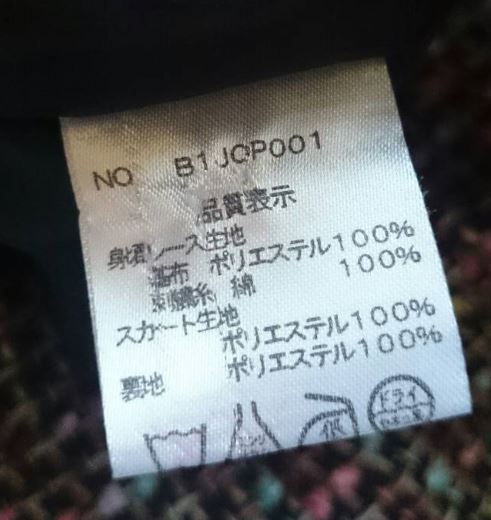 NO B1JOP001
品質表示
身頃レース生地
基布 ポリエステル100%
刺繍糸 綿 100%
スカート生地
ポリエステル100%
裏地 ポリエステル100%
低 ドライ